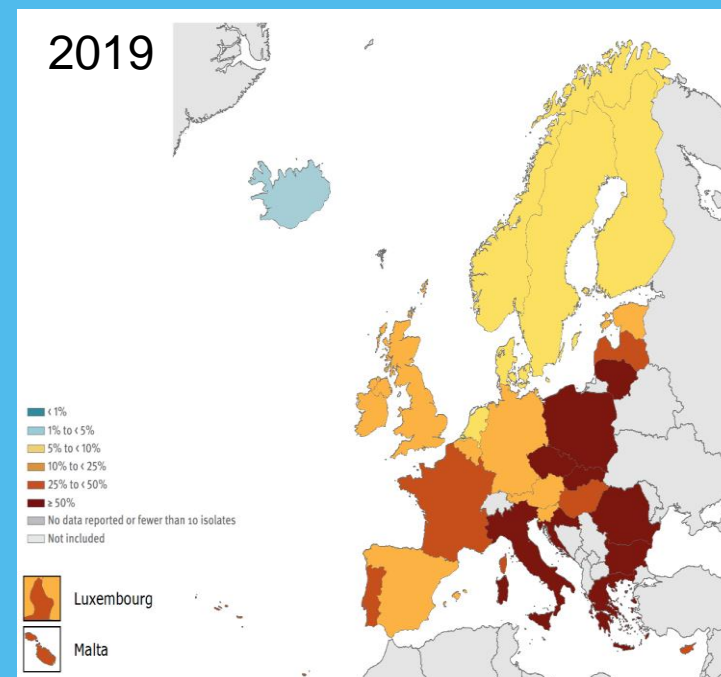 2019
< 1%
1% to < 5%
5% to < 10%
10% to < 25%
25% to < 50%
≥ 50%
No data reported or fewer than 10 isolates
Not included
Luxembourg
Malta